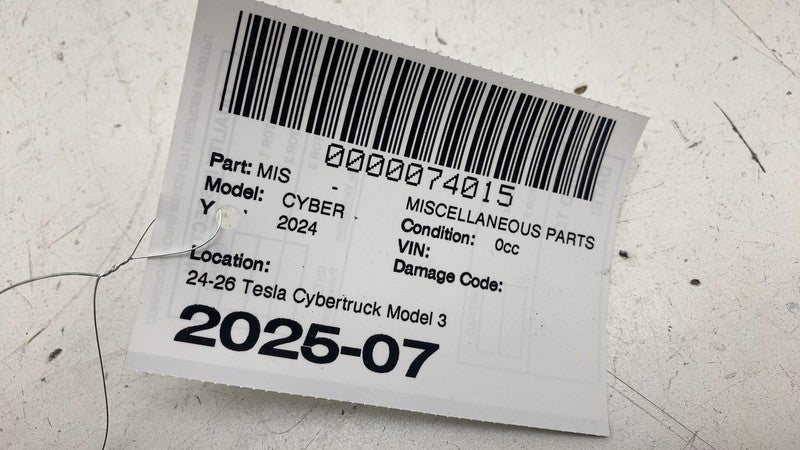 0000074015
Part: MIS - MISCELLANEOUS PARTS
Model: CYBER Condition: 0cc
Y 2024 VIN:
Damage Code:
Location:
24-26 Tesla Cybertruck Model 3
2025-07